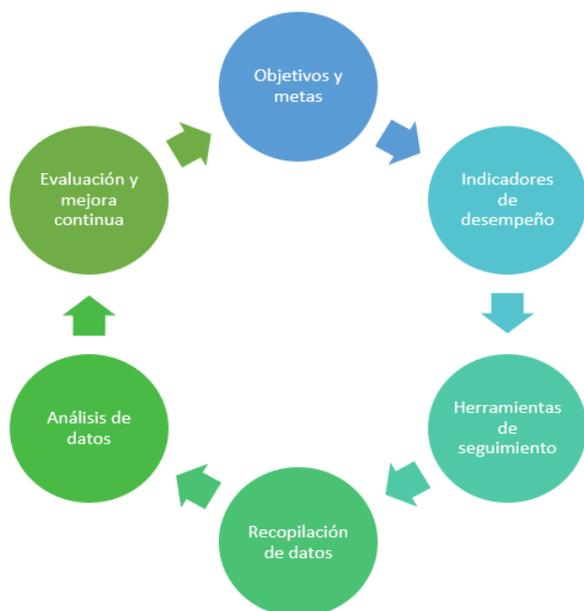 Objetivos y
metas
Indicadores
de
desempeño
Herramientas
de
seguimiento
Recopilación
de datos
Análisis de
datos
Evaluación y
mejora
continua